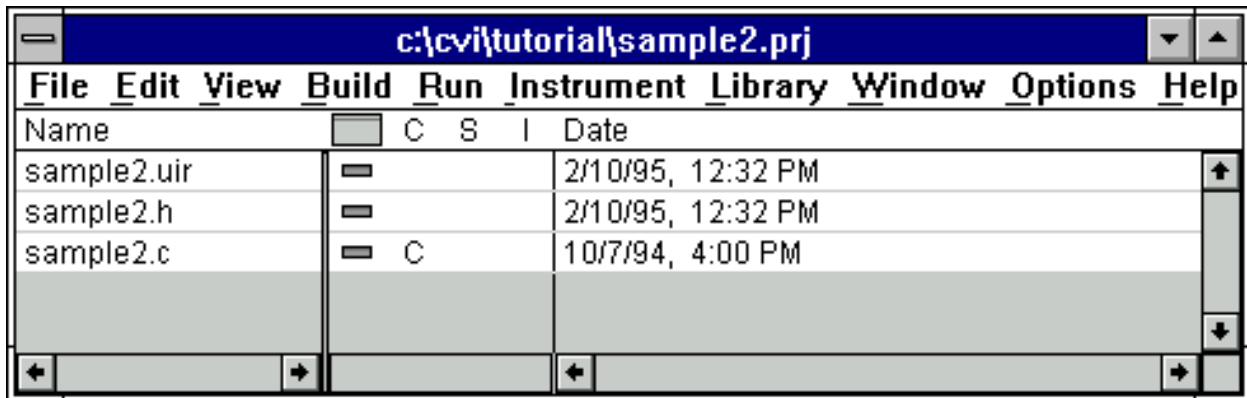 c:\cvi\tutorial\sample2.prj
File Edit View Build Run Instrument Library Window Options Help
Name C S I Date
sample2.uir 2/10/95, 12:32 PM
sample2.h 2/10/95, 12:32 PM
sample2.c C 10/7/94, 4:00 PM